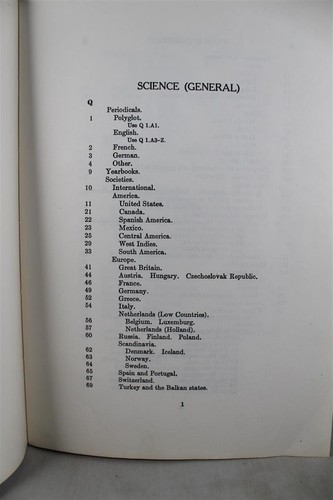 SCIENCE (GENERAL)
Q
Periodicals.
1 Polyglot.
Use Q 1.A1.
English.
Use Q 1.A3-Z.
2 French.
3 German.
4 Other.
9 Yearbooks.
Societies.
10 International.
America.
11 United States.
21 Canada.
22 Spanish America.
23 Mexico.
25 Central America.
29 West Indies.
33 South America.
Europe.
41 Great Britain.
44 Austria. Hungary. Czechoslovak Republic.
46 France.
49 Germany.
52 Greece.
54 Italy.
Netherlands (Low Countries).
56 Belgium. Luxemburg.
57 Netherlands (Holland).
60 Russia. Finland. Poland.
Scandinavia.
62 Denmark. Iceland.
63 Norway.
64 Sweden.
65 Spain and Portugal.
67 Switzerland.
69 Turkey and the Balkan states.
1